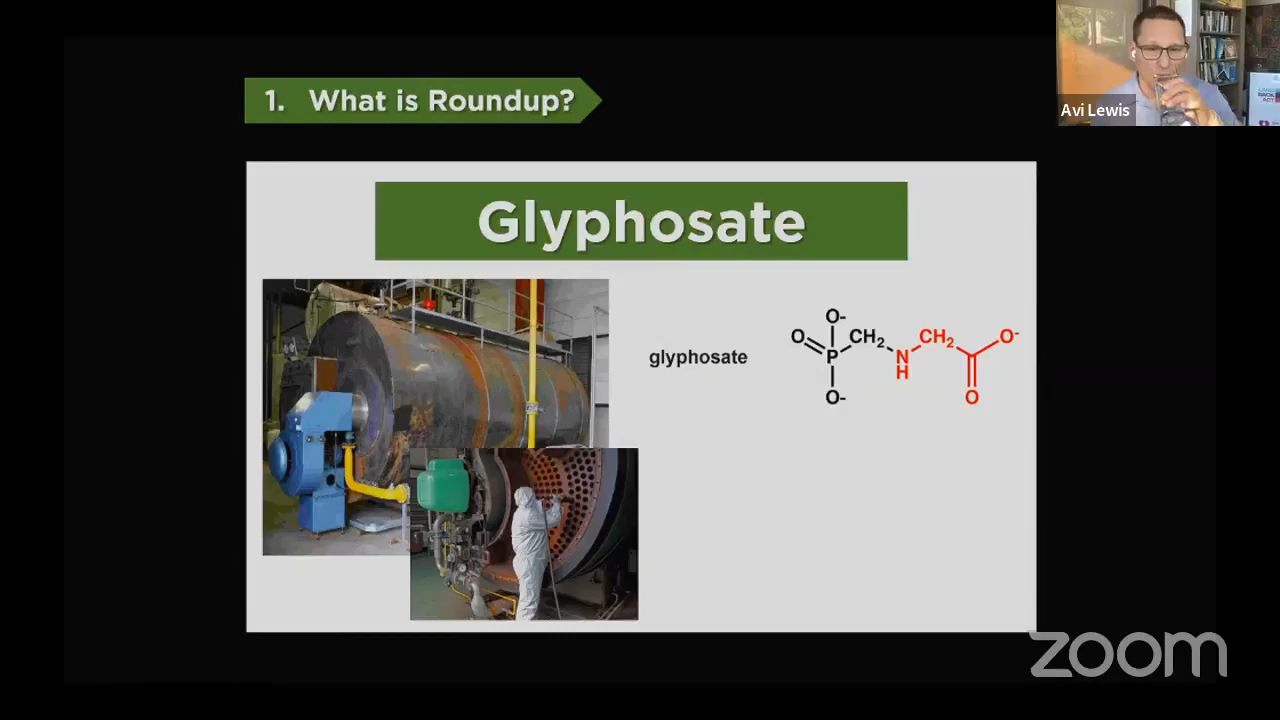 1. What is Roundup?
Avi Lewis
Glyphosate
glyphosate
O-
O
P
CH2
N
H
CH2
O-
O
O-
zoom